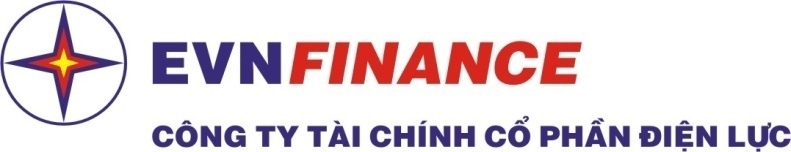 EVNFINANCE
CÔNG TY TÀI CHÍNH CỔ PHẦN ĐIỆN LỰC